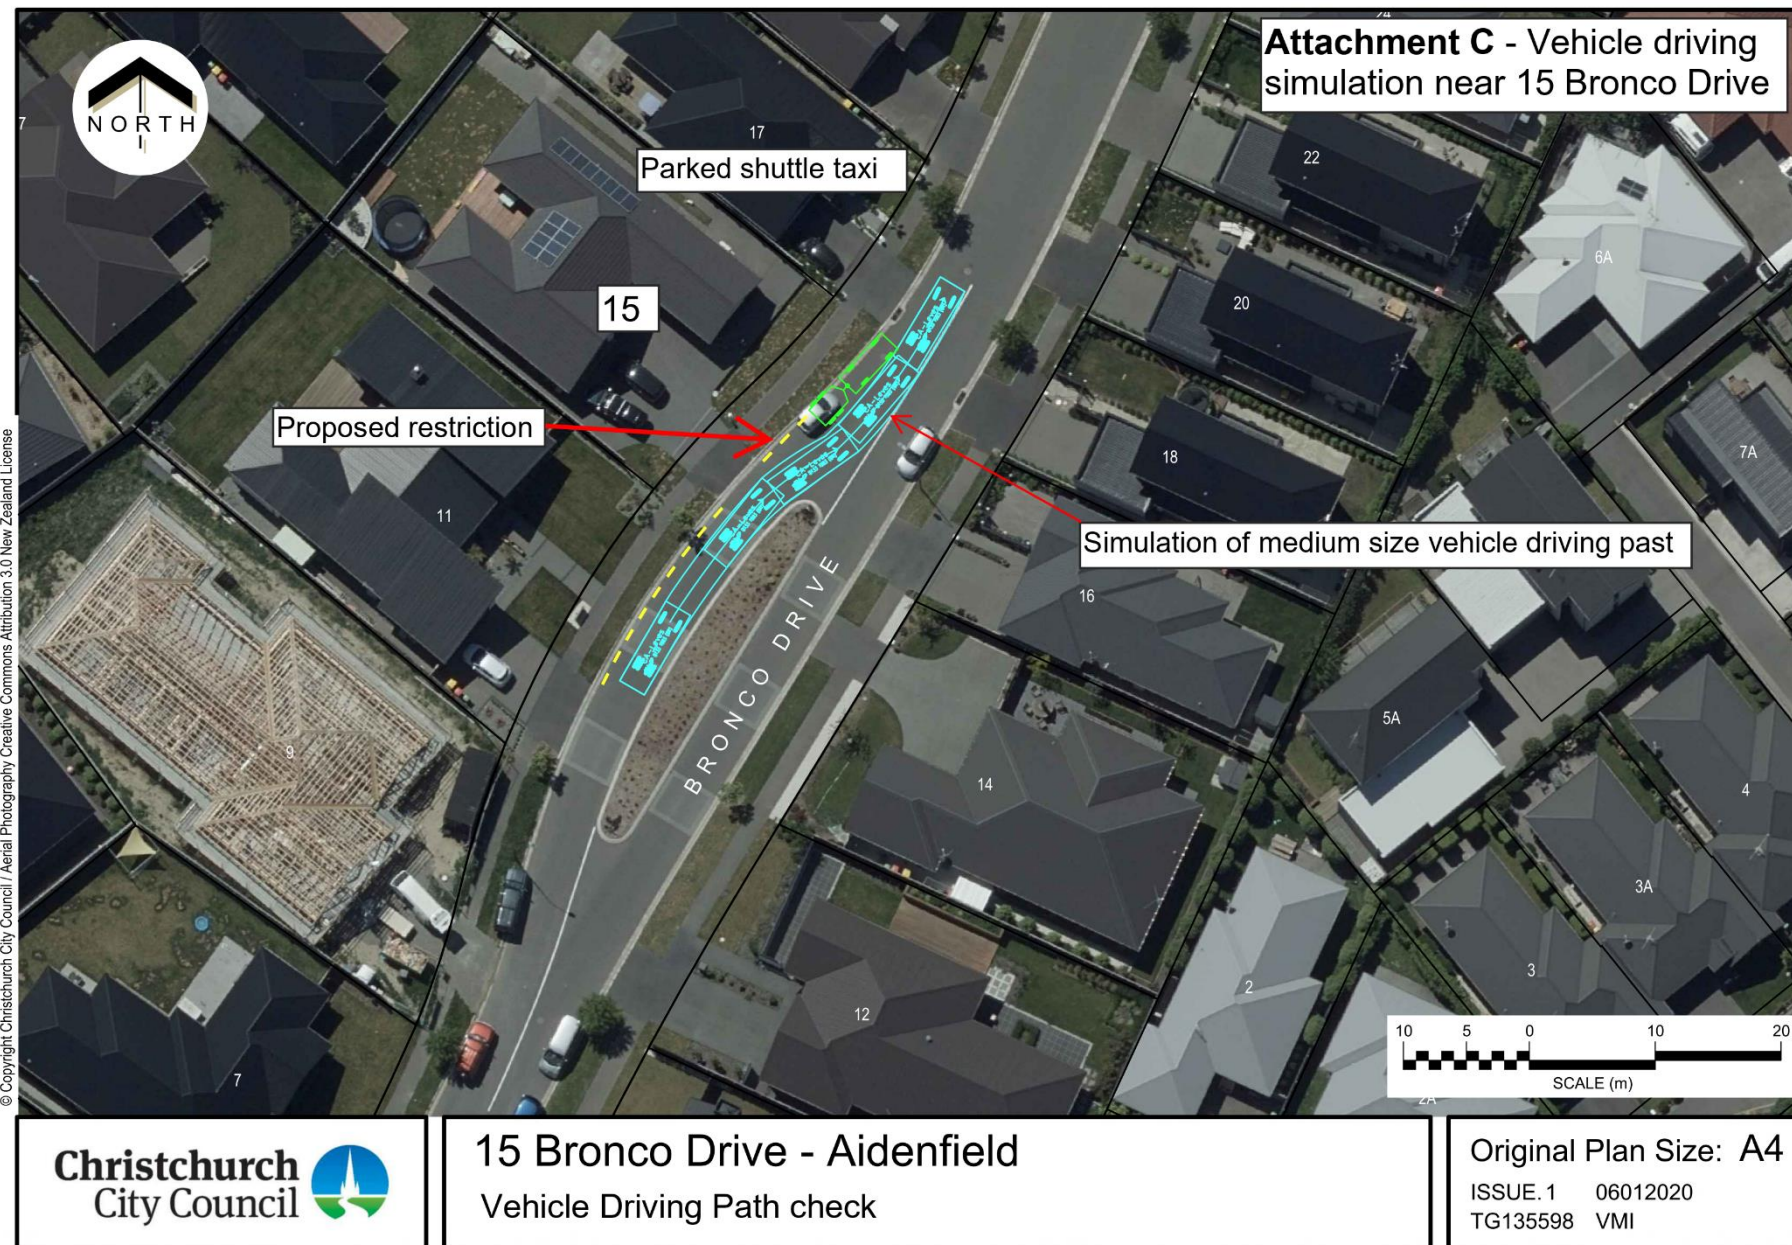 Attachment C - Vehicle driving
simulation near 15 Bronco Drive
NORTH
24
7
17
Parked shuttle taxi
22
6A
15
20
Proposed restriction
18
7A
11
Simulation of medium size vehicle driving past
16
BRONCO DRIVE
5A
9
14
4
3A
3
2
12
7
2A
10 5 0 10 20
SCALE (m)
© Copyright Christchurch City Council / Aerial Photography Creative Commons Attribution 3.0 New Zealand License
Christchurch
City Council
15 Bronco Drive - Aidenfield
Vehicle Driving Path check
Original Plan Size: A4
ISSUE. 1 06012020
TG135598 VMI